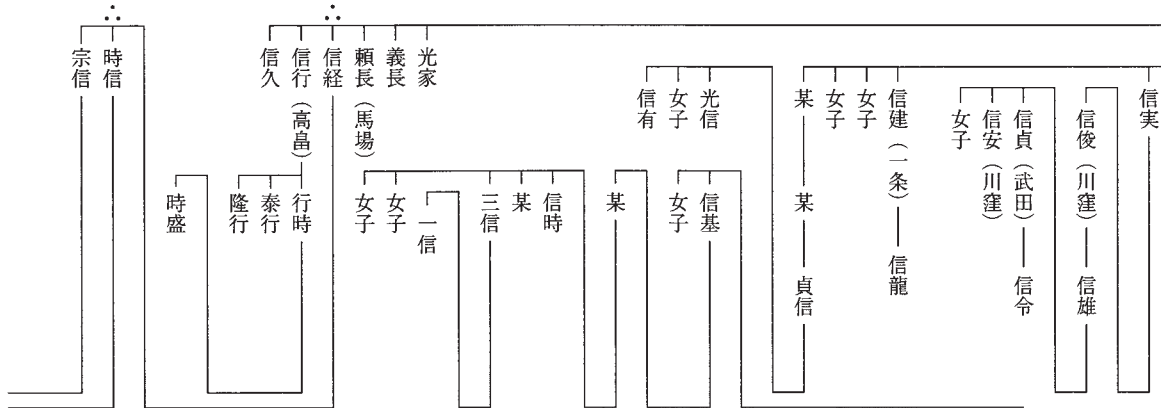 信実
信俊（川窪）
信雄
信貞（武田）
信令
信安（川窪）
女子
信建（一条）
信龍
女子
女子
某
某
貞信
光信
女子
信有
信基
女子
某
信時
某
三信
一信
女子
女子
光家
義長
頼長（馬場）
信経
信行（高畠）
信久
行時
泰行
隆行
時盛
時信
宗信